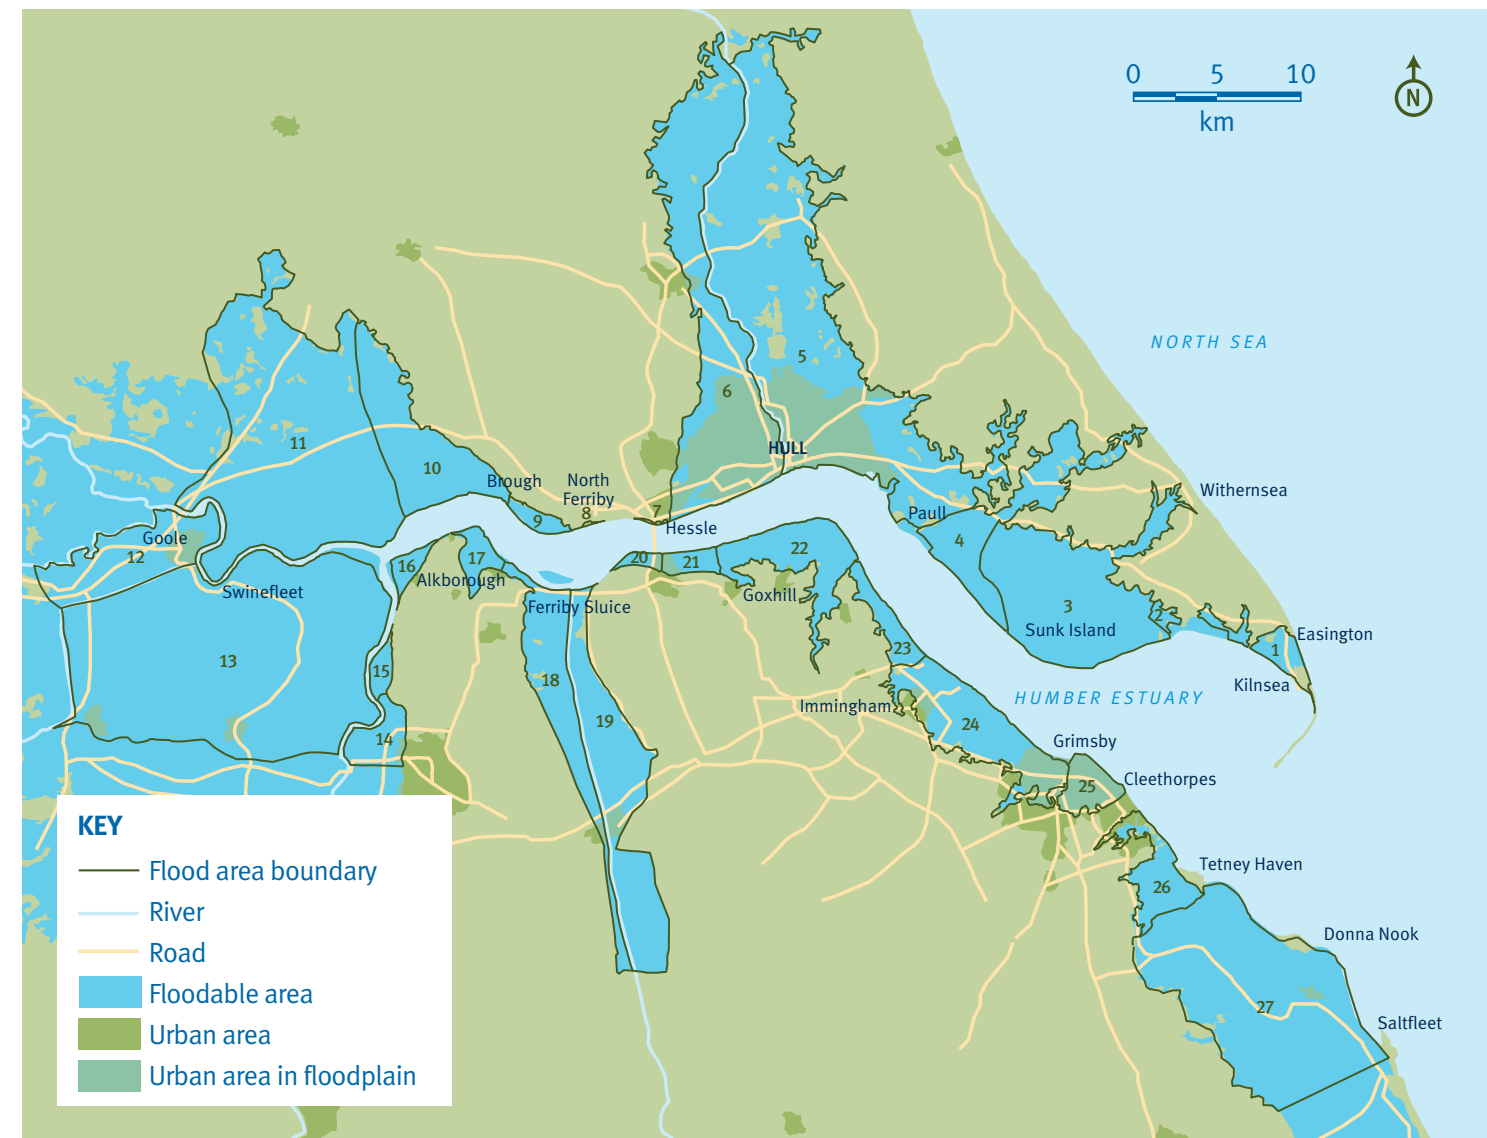 0 5 10
km
N
NORTH SEA
5
6
HULL
11
10
Brough
North
Ferriby
9
8
7
Hessle
Withernsea
Paull
4
Goole
12
Swinefleet
16
17
Alkborough
20
21
22
Goxhill
Ferriby Sluice
3
Sunk Island
2
Easington
1
Kilnsea
13
15
18
19
14
23
Immingham
HUMBER ESTUARY
24
Grimsby
25
Cleethorpes
Tetney Haven
26
Donna Nook
27
Saltfleet
KEY
Flood area boundary
River
Road
Floodable area
Urban area
Urban area in floodplain